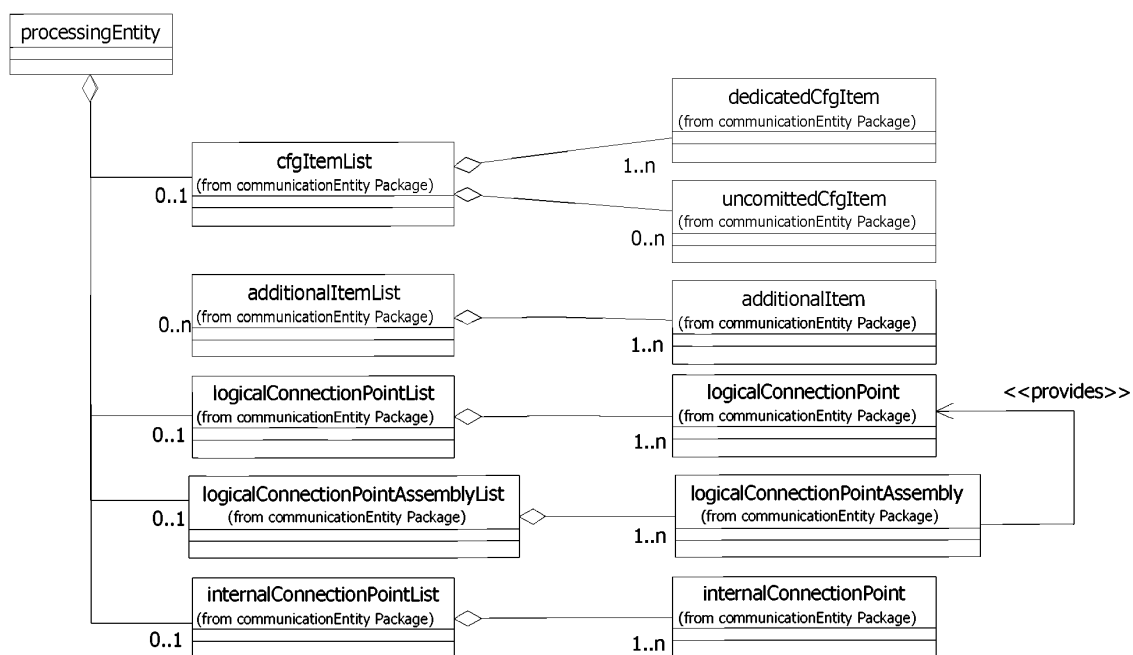 processingEntity
dedicatedCfgItem
(from communicationEntity Package)
1..n
cfgItemList
(from communicationEntity Package)
0..1
uncomittedCfgItem
(from communicationEntity Package)
0..n
additionalItemList
(from communicationEntity Package)
0..n
additionalItem
(from communicationEntity Package)
1..n
logicalConnectionPointList
(from communicationEntity Package)
0..1
logicalConnectionPoint
(from communicationEntity Package)
1..n
<<provides>>
logicalConnectionPointAssemblyList
(from communicationEntity Package)
0..1
logicalConnectionPointAssembly
(from communicationEntity Package)
1..n
internalConnectionPointList
(from communicationEntity Package)
0..1
internalConnectionPoint
(from communicationEntity Package)
1..n